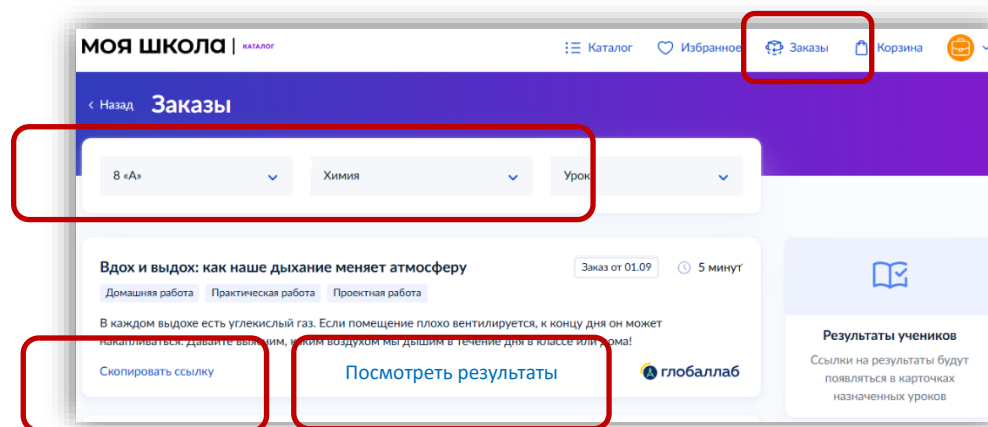 МОЯ ШКОЛА | КАТАЛОГ
Каталог
Избранное
Заказы
Корзина
Назад
Заказы
8 «А»
Химия
Урок
Вдох и выдох: как наше дыхание меняет атмосферу
Заказ от 01.09
5 минут
Домашняя работа
Практическая работа
Проектная работа
В каждом выдохе есть углекислый газ. Если помещение плохо вентилируется, к концу дня он может
накапливаться. Давайте выясним, каким воздухом мы дышим в течение дня в классе или дома!
Скопировать ссылку
Посмотреть результаты
глобаллаб
Результаты учеников
Ссылки на результаты будут
появляться в карточках
назначенных уроков